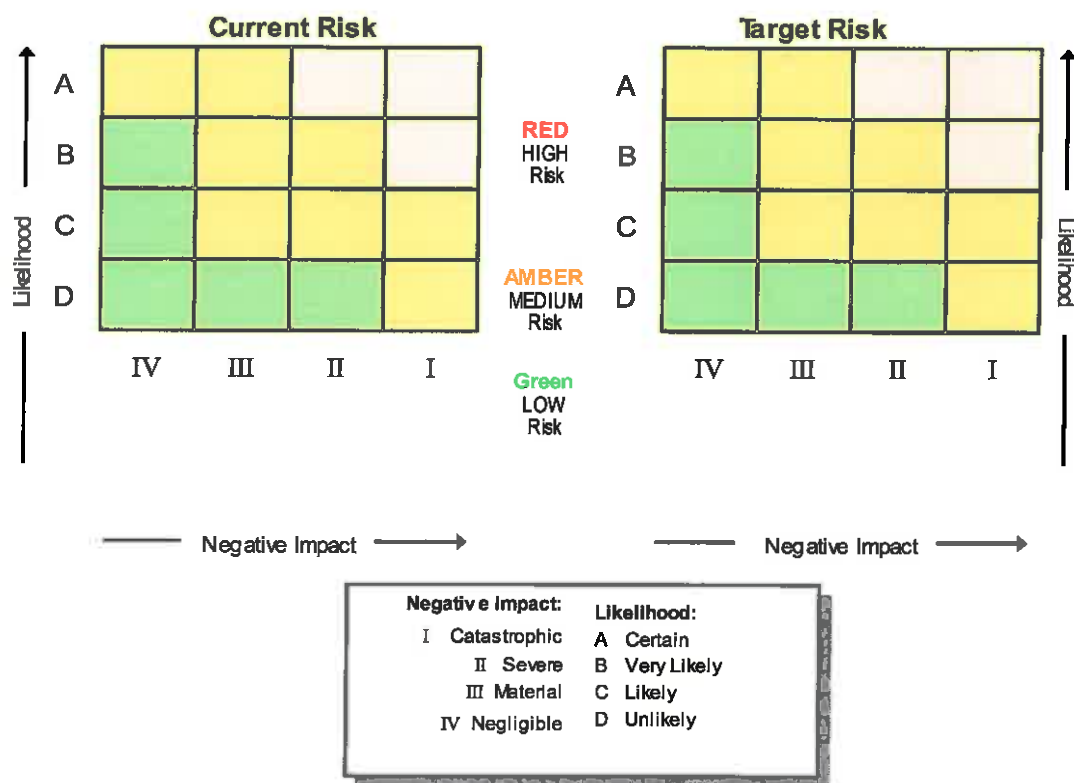 Current Risk
Target Risk
A
B
C
D
IV III II I
Likelihood
RED
HIGH
Risk
AMBER
MEDIUM
Risk
Green
LOW
Risk
A
B
C
D
IV III II I
Likelihood
Negative Impact
Negative Impact
Negative Impact:
I Catastrophic
II Severe
III Material
IV Negligible
Likelihood:
A Certain
B Very Likely
C Likely
D Unlikely